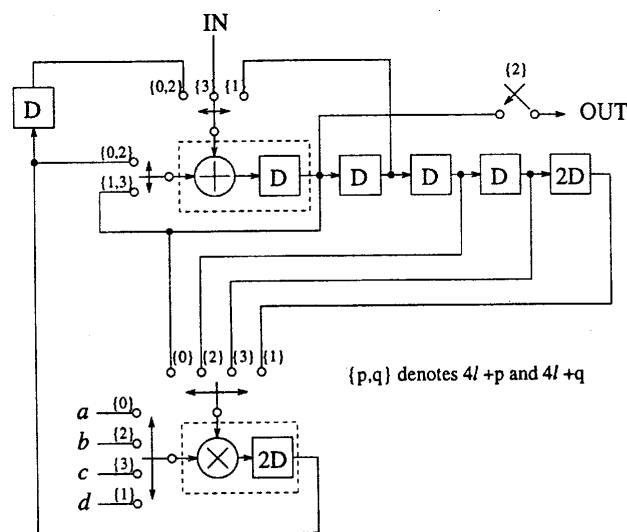 IN
{0,2} {3} {1}
{2}
D
OUT
{0,2}
{1,3}
+ D D D D 2D
{0} {2} {3} {1}
{p,q} denotes 4l +p and 4l +q
a {0}
b {2}
c {3}
d {1}
× 2D